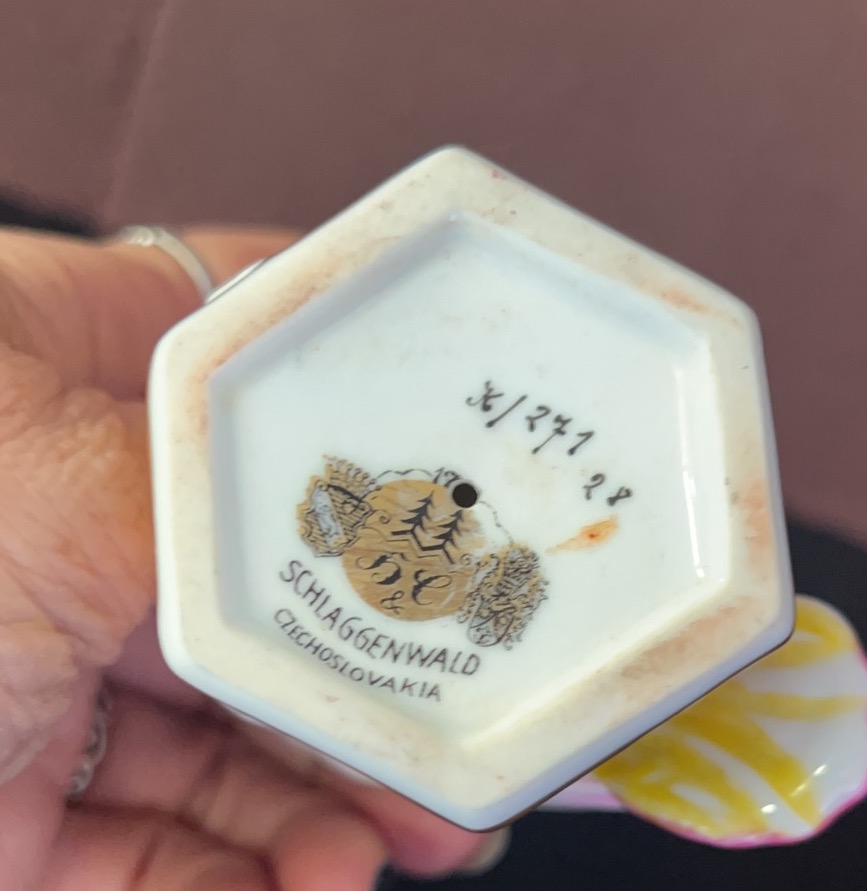 X/271
28
17
H & C
SCHLAGGENWALD
CZECHOSLOVAKIA